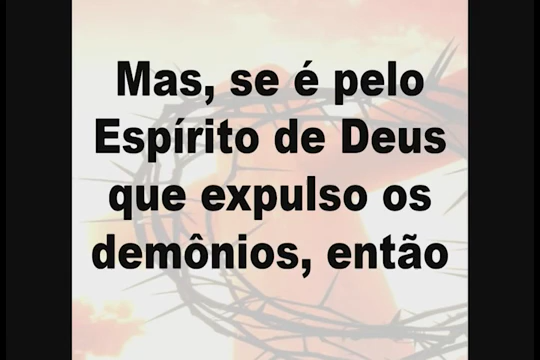 Mas, se é pelo
Espírito de Deus
que expulso os
demônios, então